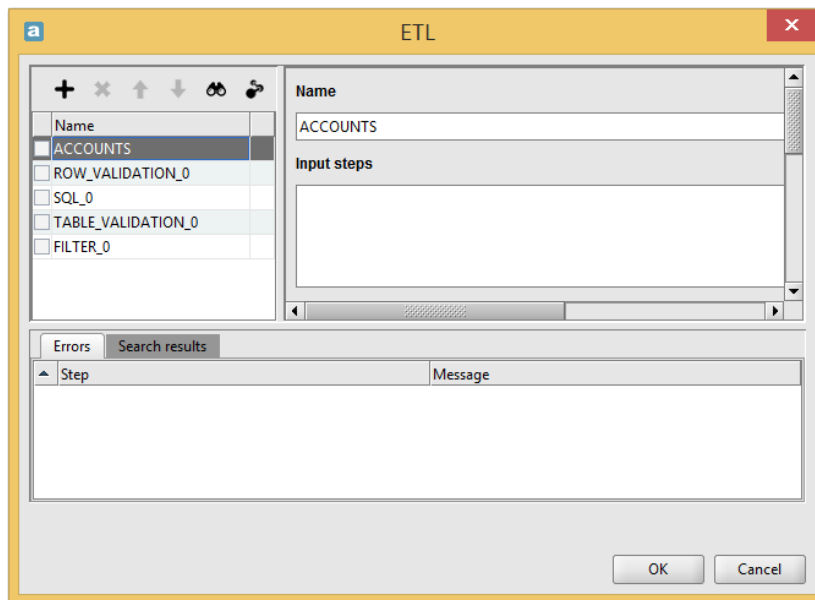 a
ETL
Name
ACCOUNTS
ROW_VALIDATION_0
SQL_0
TABLE_VALIDATION_0
FILTER_0
Name
ACCOUNTS
Input steps
Errors Search results
Step Message
OK Cancel